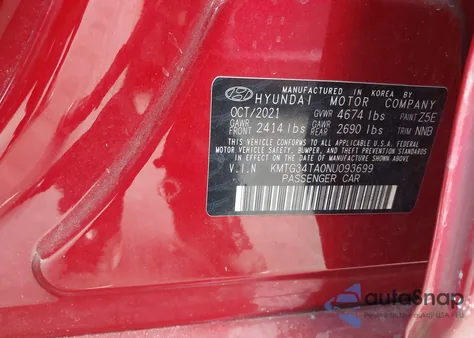 MANUFACTURED IN KOREA BY
HYUNDAI MOTOR COMPANY
OCT/2021 GVWR 4674 lbs PAINT Z5E
GAWR FRONT 2414 lbs GAWR REAR 2690 lbs TRIM NNB
THIS VEHICLE CONFORMS TO ALL APPLICABLE U.S.A. FEDERAL
MOTOR VEHICLE SAFETY, BUMPER, AND THEFT PREVENTION STANDARDS
IN EFFECT ON THE DATE OF MANUFACTURE SHOWN ABOVE.
V.I.N KMTG34TA0NU093699
PASSENGER CAR
autoSnap